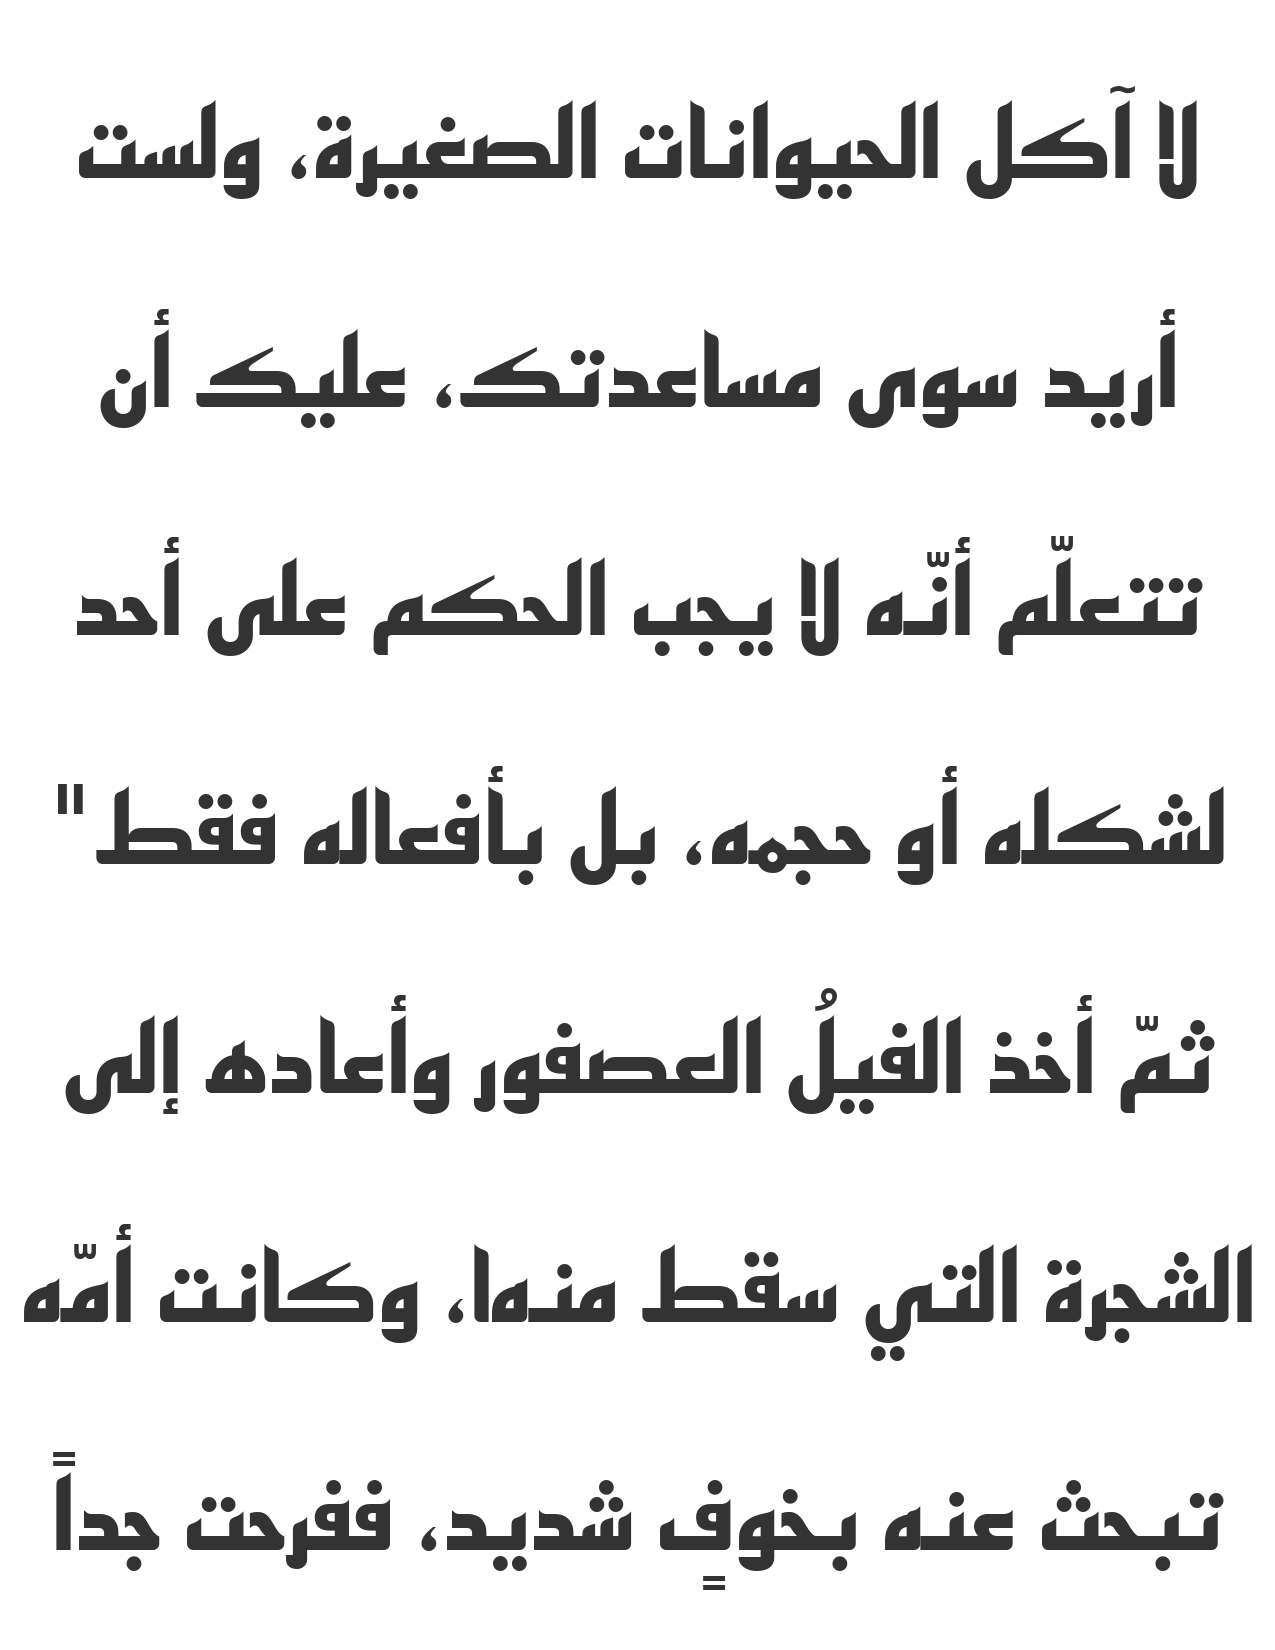 لا آكل الحيوانات الصغيرة، ولست
أريد سوى مساعدتك، عليك أن
تتعلّم أنّه لا يجب الحكم على أحد
لشكله أو حجمه، بل بأفعاله فقط"
ثمّ أخذ الفيلُ العصفور وأعاده إلى
الشجرة التي سقط منها، وكانت أمّه
تبحث عنه بخوفٍ شديد، ففرحت جداً